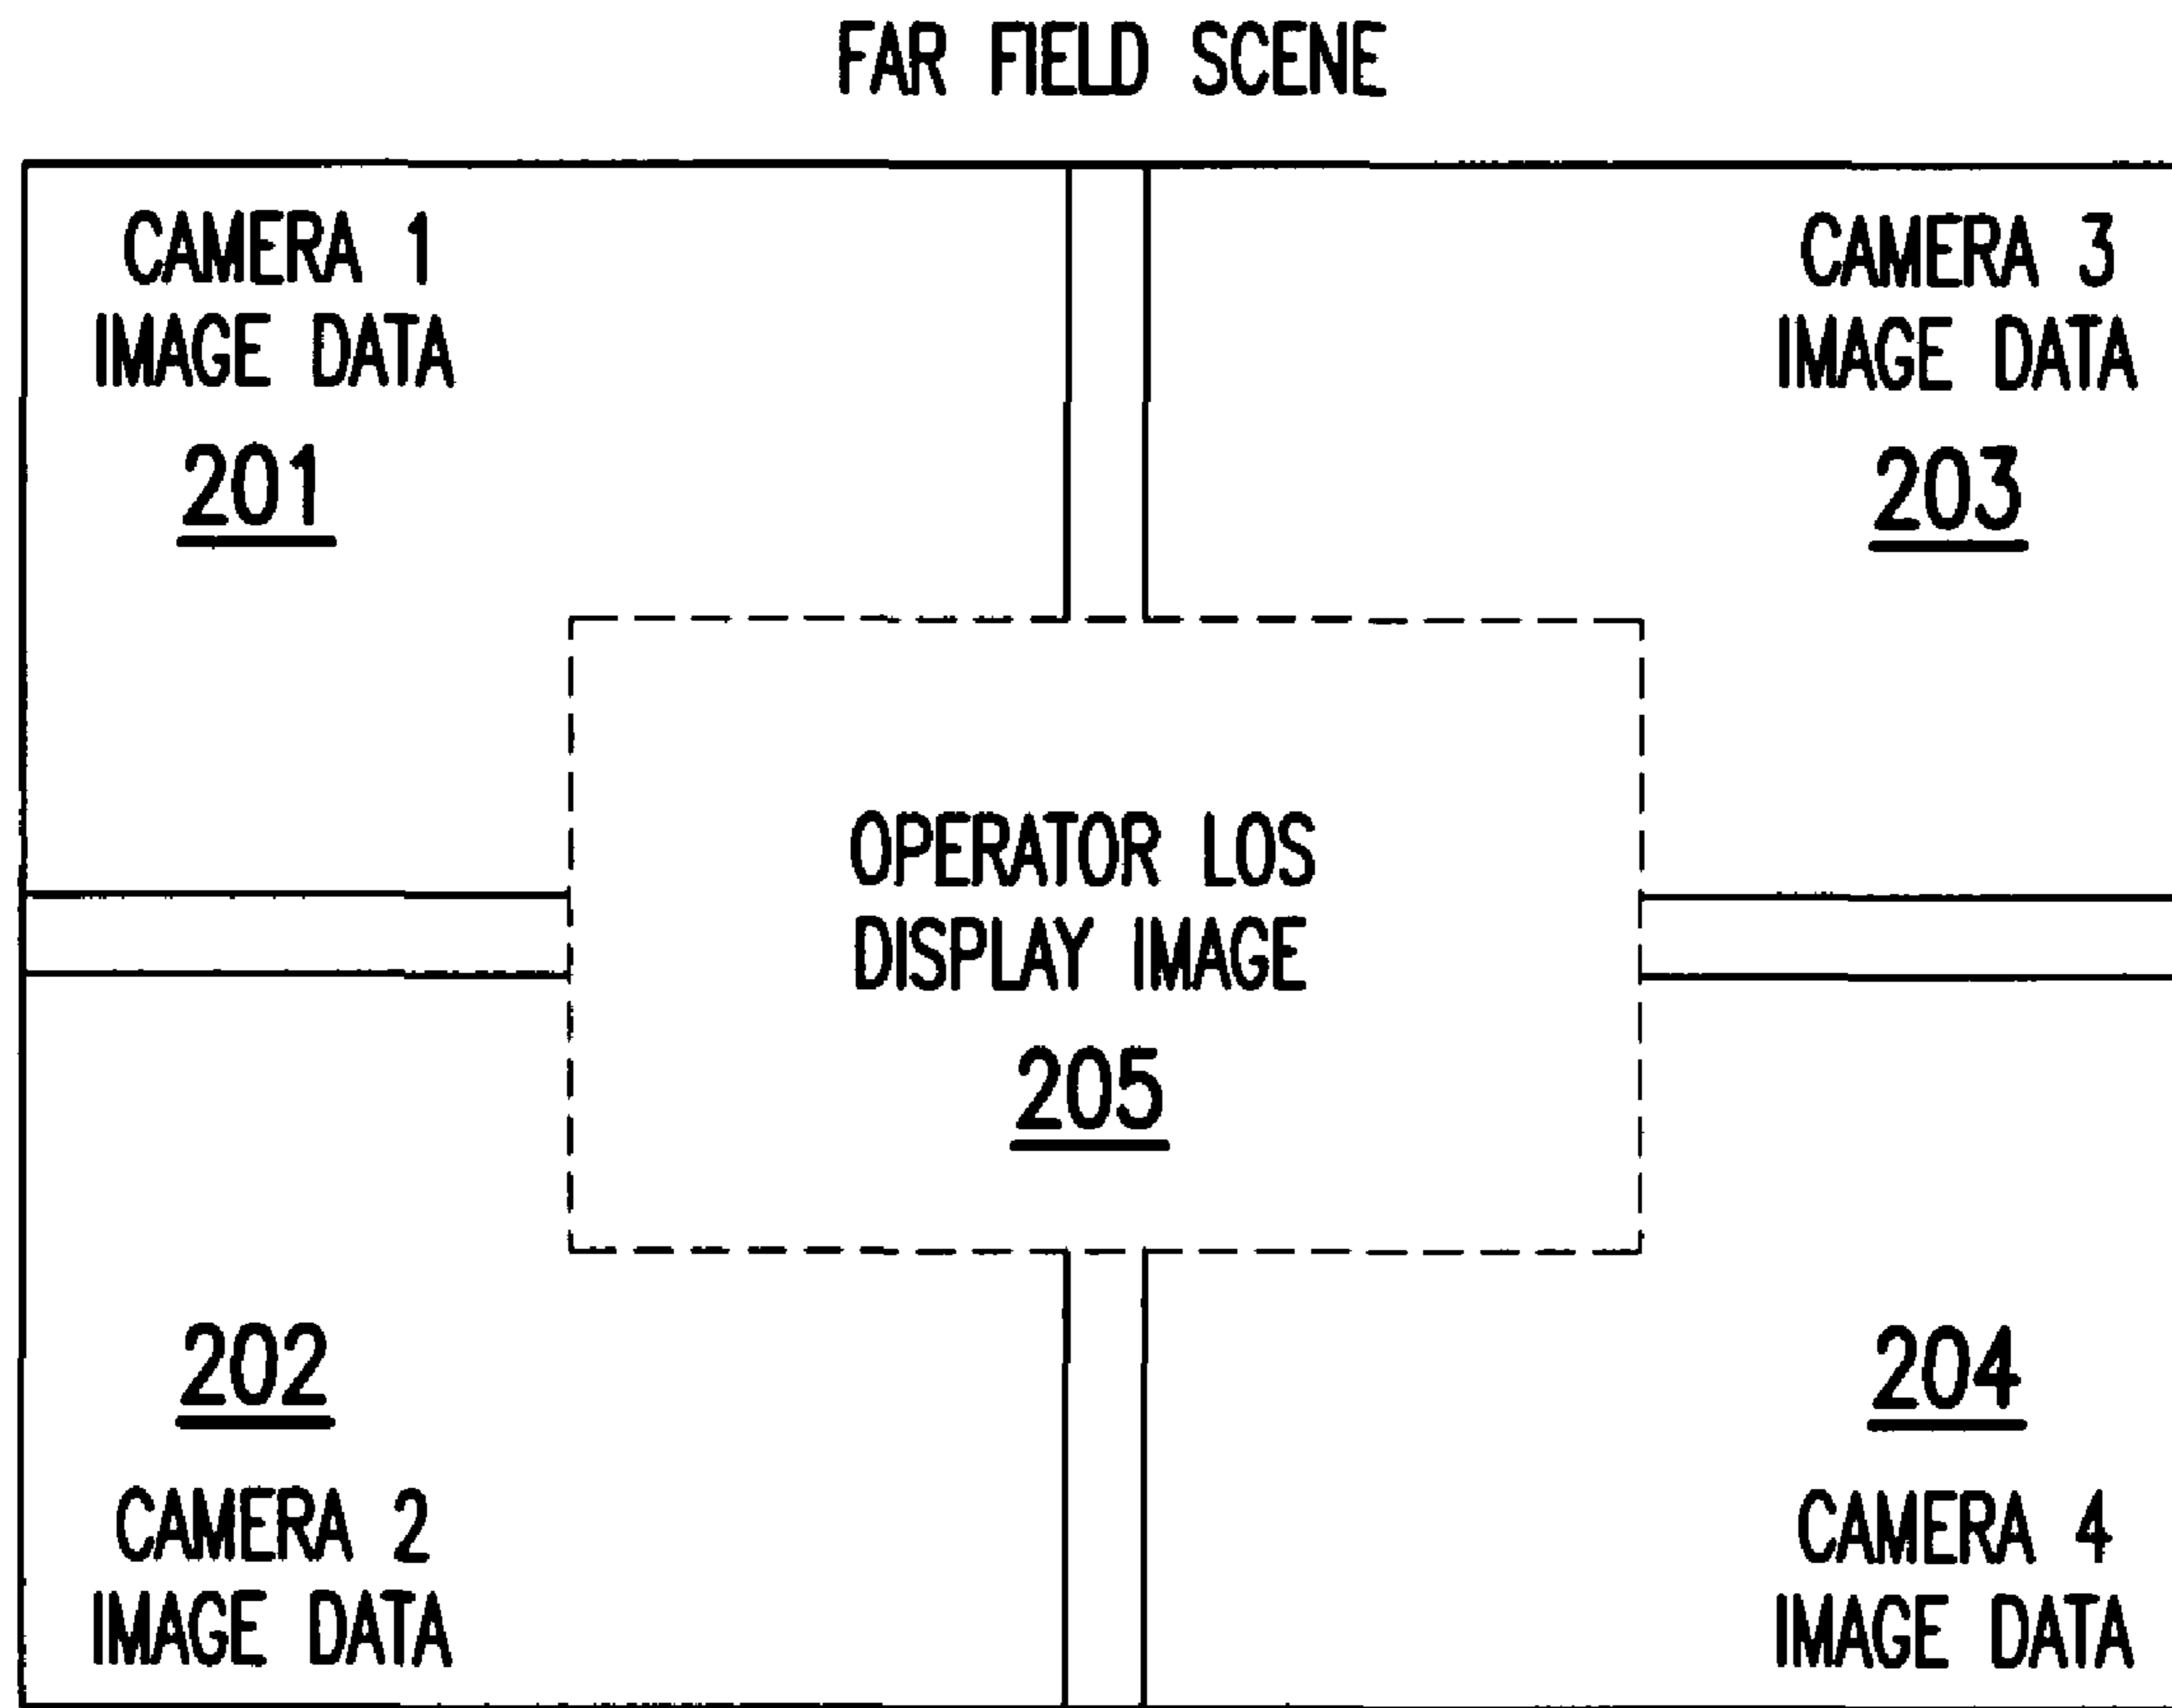 FAR FIELD SCENE
CAMERA 1
IMAGE DATA
201
CAMERA 3
IMAGE DATA
203
OPERATOR LOS
DISPLAY IMAGE
205
202
CAMERA 2
IMAGE DATA
204
CAMERA 4
IMAGE DATA